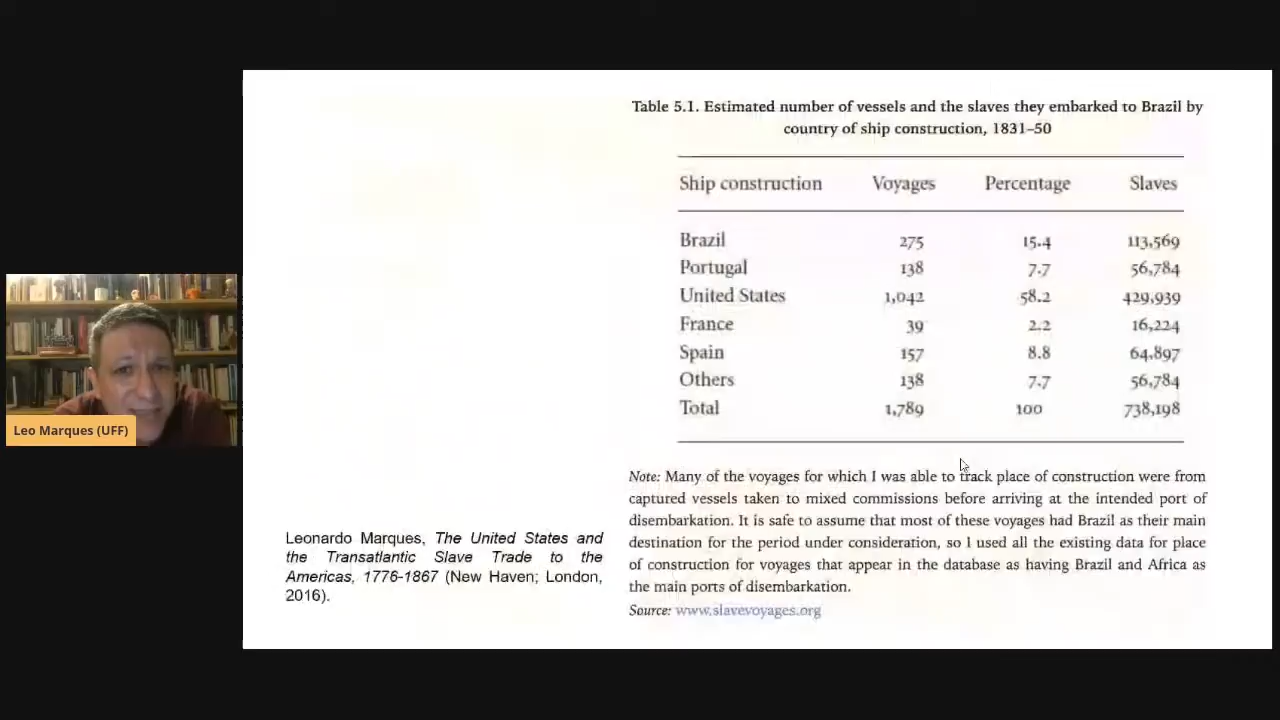 Table 5.1. Estimated number of vessels and the slaves they embarked to Brazil by
country of ship construction, 1831–50
Ship construction Voyages Percentage Slaves
Brazil 275 15.4 113,569
Portugal 138 7.7 56,784
United States 1,042 58.2 429,939
France 39 2.2 16,224
Spain 157 8.8 64,897
Others 138 7.7 56,784
Total 1,789 100 738,198
Note: Many of the voyages for which I was able to track place of construction were from
captured vessels taken to mixed commissions before arriving at the intended port of
disembarkation. It is safe to assume that most of these voyages had Brazil as their main
destination for the period under consideration, so I used all the existing data for place
of construction for voyages that appear in the database as having Brazil and Africa as
the main ports of disembarkation.
Source: www.slavevoyages.org
Leonardo Marques, The United States and
the Transatlantic Slave Trade to the
Americas, 1776-1867 (New Haven; London,
2016).
Leo Marques (UFF)